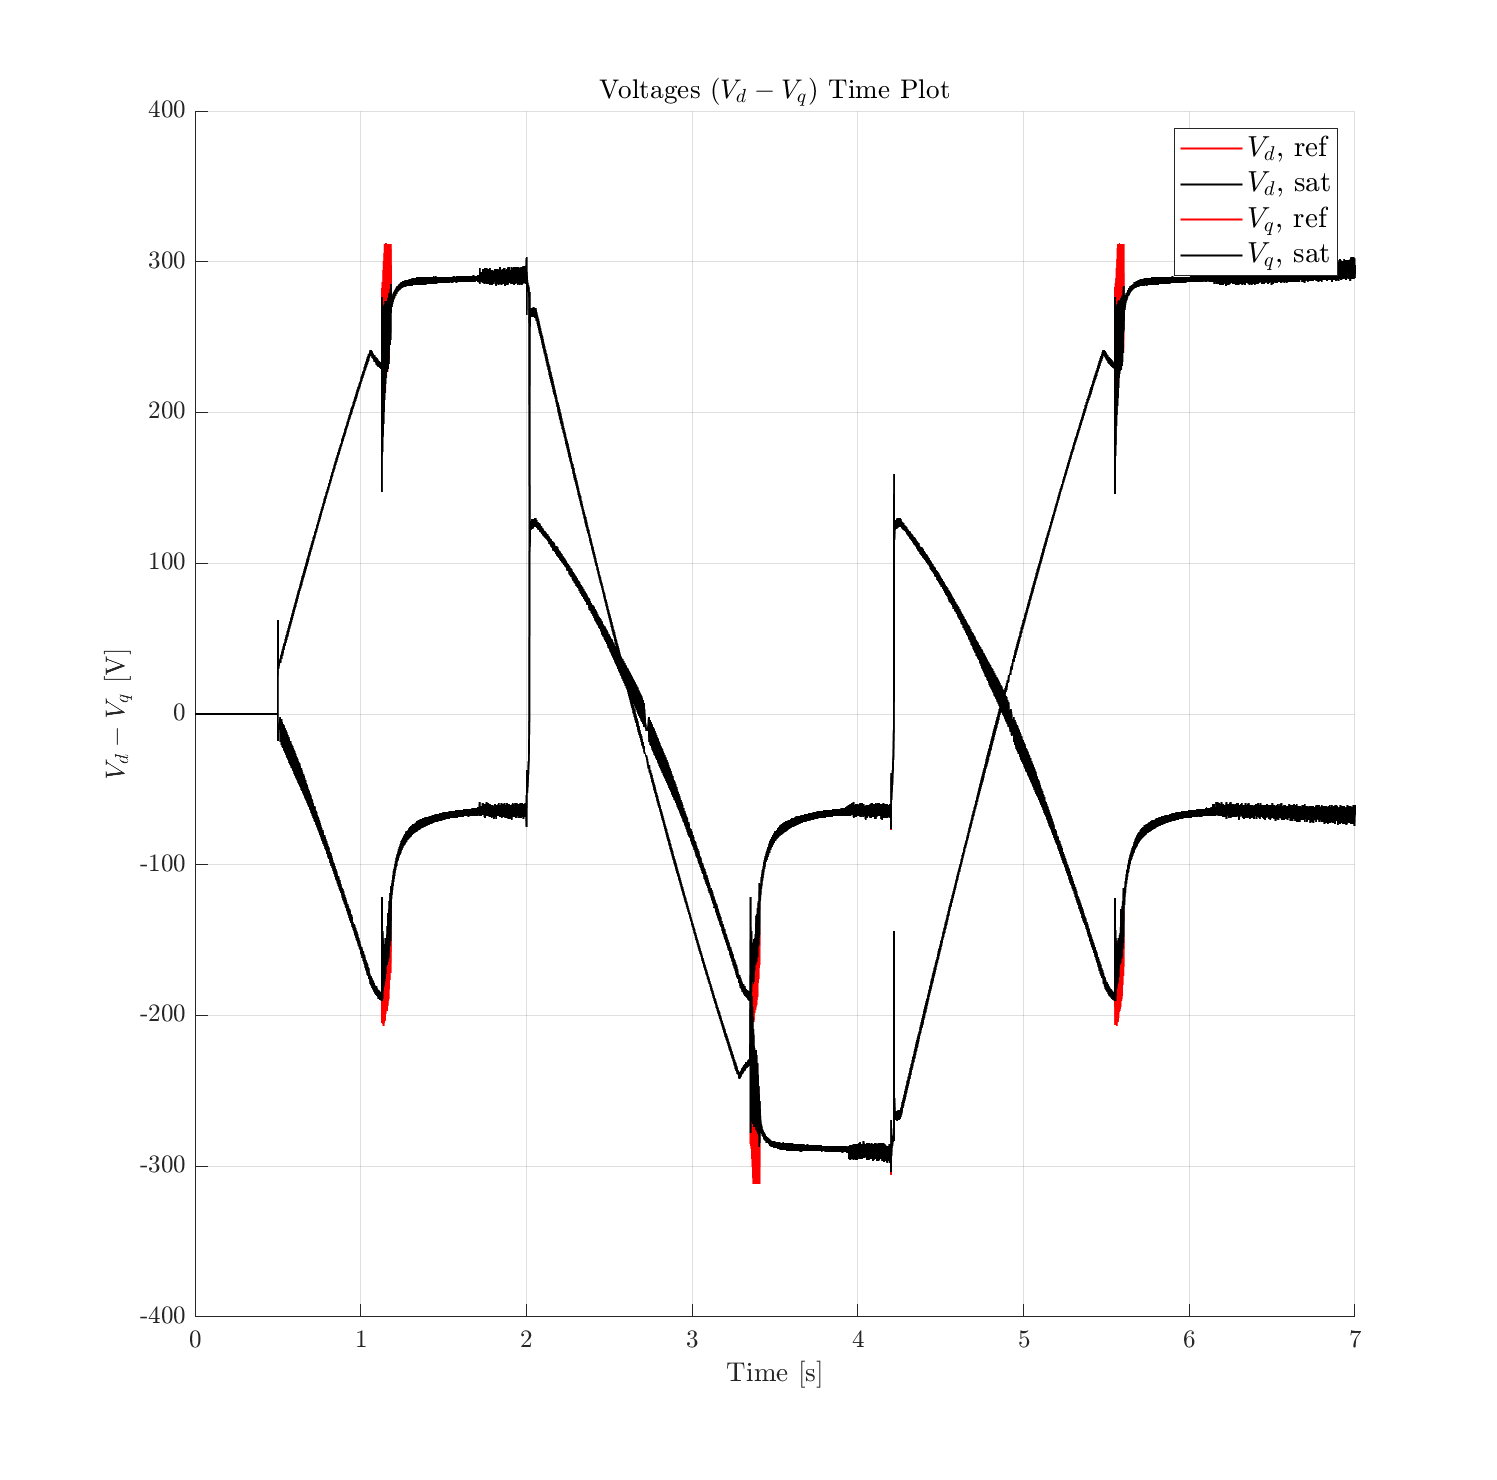 Voltages (V_d − V_q) Time Plot
400
300
200
100
0
-100
-200
-300
-400
V_d − V_q [V]
V_d, ref
V_d, sat
V_q, ref
V_q, sat
0 1 2 3 4 5 6 7
Time [s]